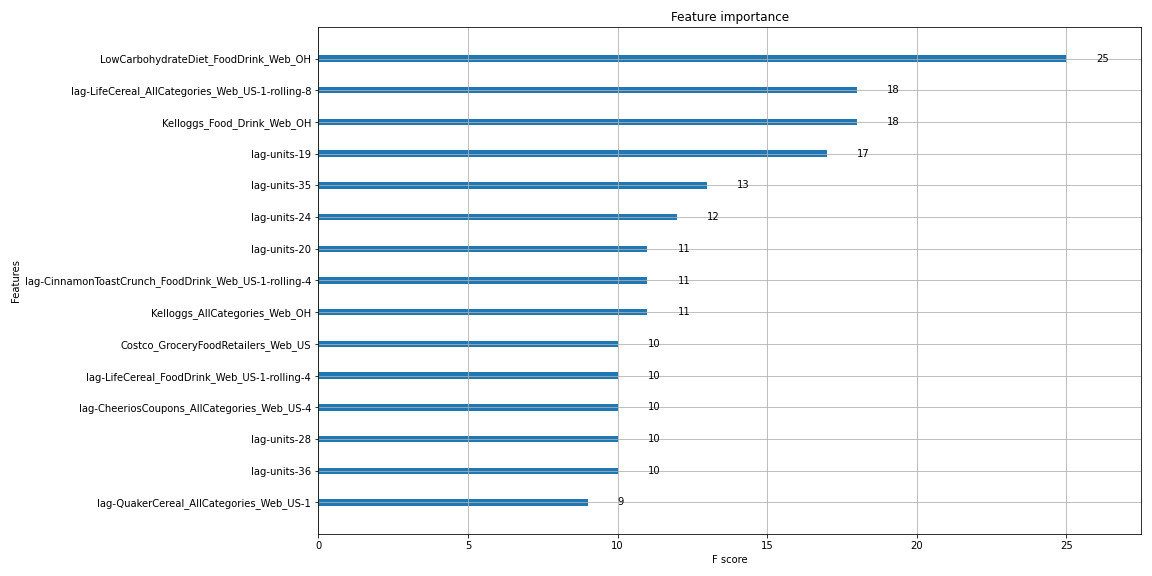 Feature importance
Features
LowCarbohydrateDiet_FoodDrink_Web_OH 25
lag-LifeCereal_AllCategories_Web_US-1-rolling-8 18
Kelloggs_Food_Drink_Web_OH 18
lag-units-19 17
lag-units-35 13
lag-units-24 12
lag-units-20 11
lag-CinnamonToastCrunch_FoodDrink_Web_US-1-rolling-4 11
Kelloggs_AllCategories_Web_OH 11
Costco_GroceryFoodRetailers_Web_US 10
lag-LifeCereal_FoodDrink_Web_US-1-rolling-4 10
lag-CheeriosCoupons_AllCategories_Web_US-4 10
lag-units-28 10
lag-units-36 10
lag-QuakerCereal_AllCategories_Web_US-1 9
0 5 10 15 20 25
F score